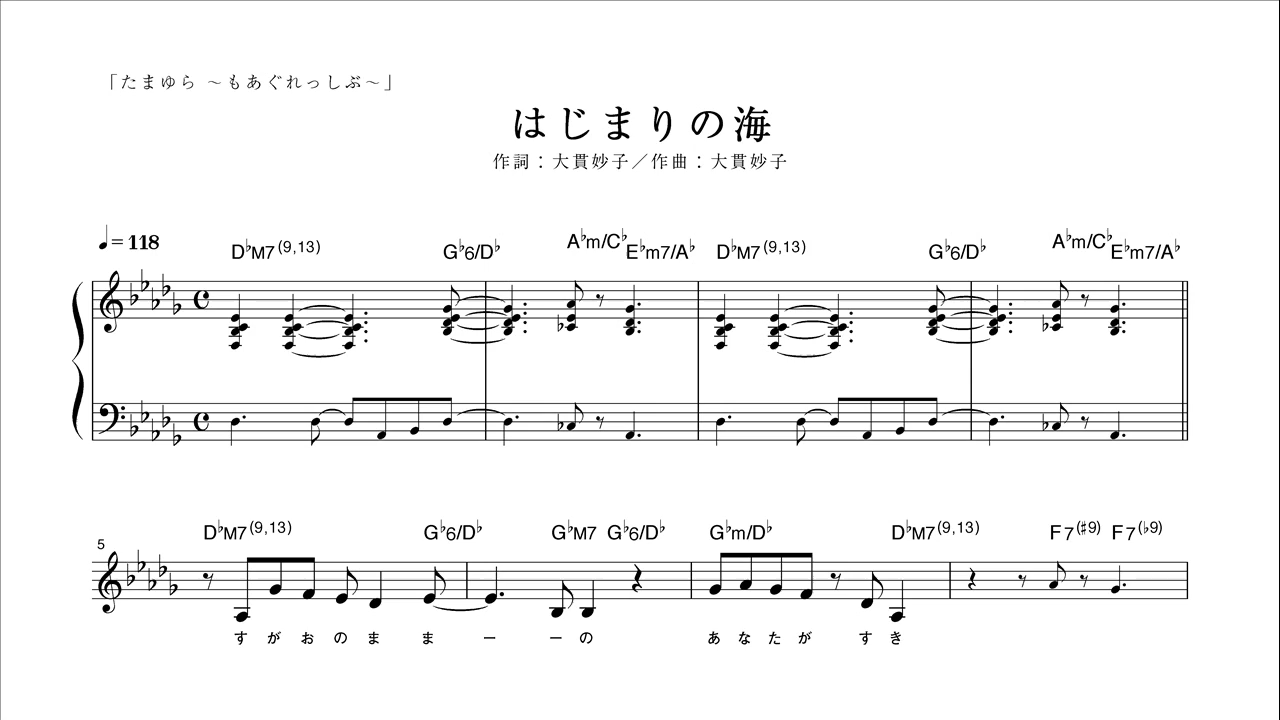 「たまゆら ～もあぐれっしぶ～」
はじまりの海
作詞：大貫妙子／作曲：大貫妙子
♩=118
D♭M7(9,13) G♭6/D♭ A♭m/C♭ E♭m7/A♭ D♭M7(9,13) G♭6/D♭ A♭m/C♭ E♭m7/A♭
D♭M7(9,13) G♭6/D♭ G♭M7 G♭6/D♭ G♭m/D♭ D♭M7(9,13) F7(♯9) F7(♭9)
5
すがおのままーーの あなたがすき